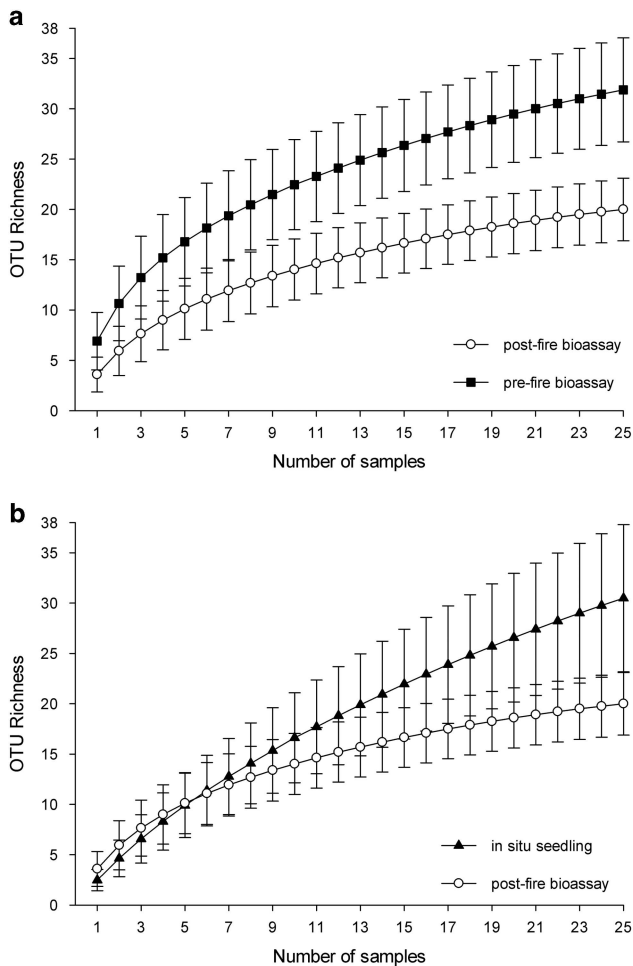 a
38
35
30
25
20
15
10
5
0
OTU Richness
post-fire bioassay
pre-fire bioassay
1 3 5 7 9 11 13 15 17 19 21 23 25
Number of samples
b
38
35
30
25
20
15
10
5
0
OTU Richness
in situ seedling
post-fire bioassay
1 3 5 7 9 11 13 15 17 19 21 23 25
Number of samples